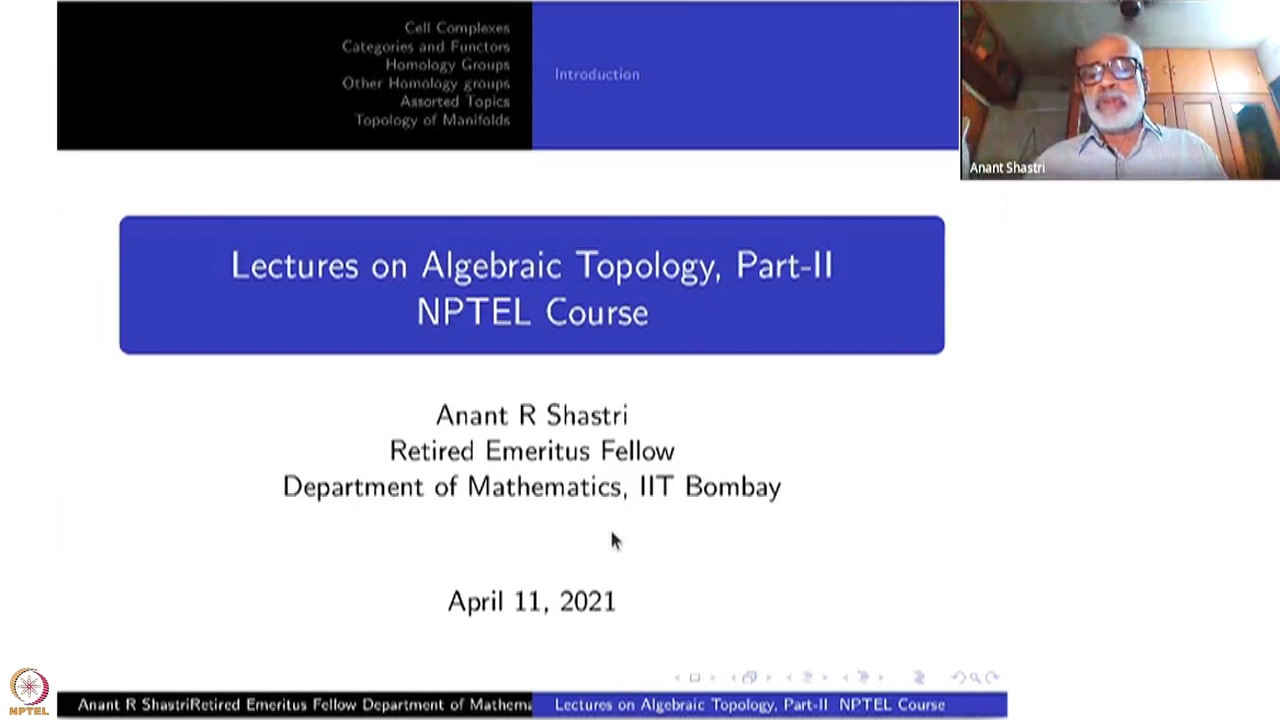 Cell Complexes
Categories and Functors
Homology Groups
Other Homology groups
Assorted Topics
Topology of Manifolds
Introduction
Anant Shastri
Lectures on Algebraic Topology, Part-II
NPTEL Course
Anant R Shastri
Retired Emeritus Fellow
Department of Mathematics, IIT Bombay
April 11, 2021
NPTEL
Anant R ShastriRetired Emeritus Fellow Department of Mathema
Lectures on Algebraic Topology, Part-II NPTEL Course